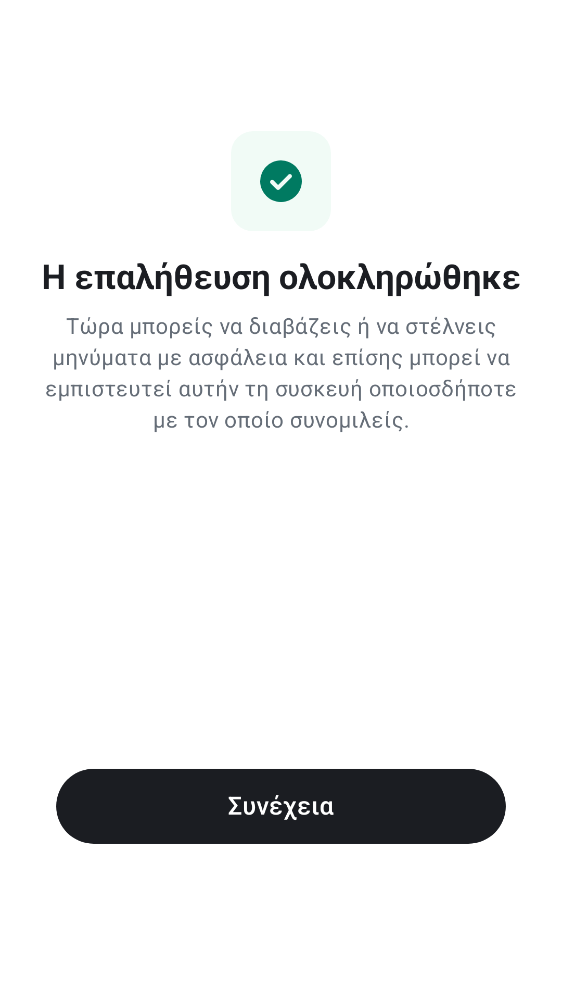 Η επαλήθευση ολοκληρώθηκε
Τώρα μπορείς να διαβάζεις ή να στέλνεις
μηνύματα με ασφάλεια και επίσης μπορεί να
εμπιστευτεί αυτήν τη συσκευή οποιοσδήποτε
με τον οποίο συνομιλείς.
Συνέχεια